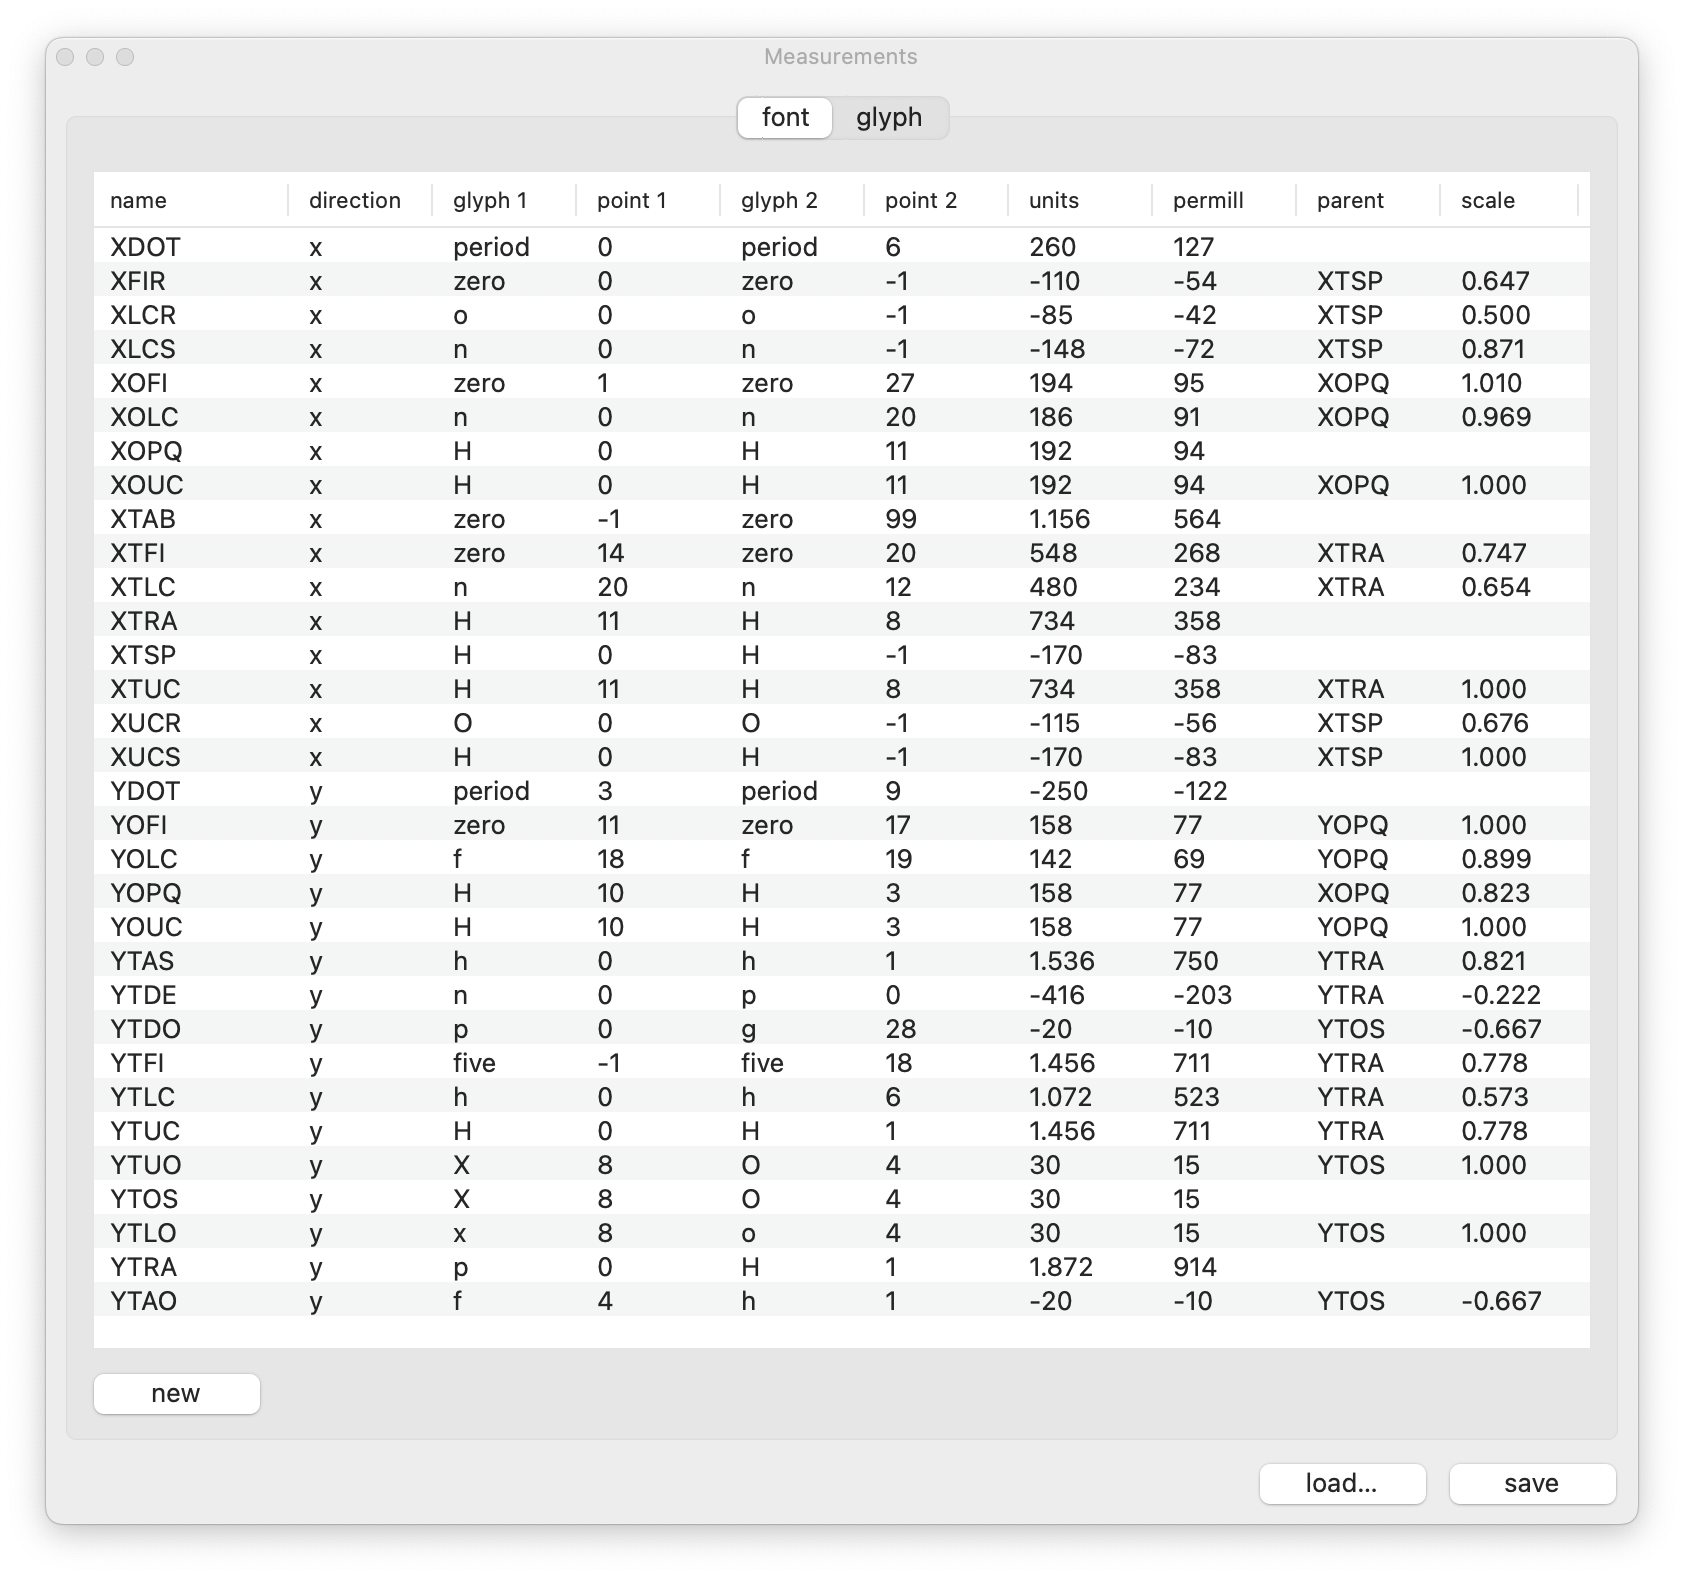 Measurements
font glyph
name direction glyph 1 point 1 glyph 2 point 2 units permill parent scale
XDOT x period 0 period 6 260 127
XFIR x zero 0 zero -1 -110 -54 XTSP 0.647
XLCR x o 0 o -1 -85 -42 XTSP 0.500
XLCS x n 0 n -1 -148 -72 XTSP 0.871
XOFI x zero 1 zero 27 194 95 XOPQ 1.010
XOLC x n 0 n 20 186 91 XOPQ 0.969
XOPQ x H 0 H 11 192 94
XOUC x H 0 H 11 192 94 XOPQ 1.000
XTAB x zero -1 zero 99 1.156 564
XTFI x zero 14 zero 20 548 268 XTRA 0.747
XTLC x n 20 n 12 480 234 XTRA 0.654
XTRA x H 11 H 8 734 358
XTSP x H 0 H -1 -170 -83
XTUC x H 11 H 8 734 358 XTRA 1.000
XUCR x O 0 O -1 -115 -56 XTSP 0.676
XUCS x H 0 H -1 -170 -83 XTSP 1.000
YDOT y period 3 period 9 -250 -122
YOFI y zero 11 zero 17 158 77 YOPQ 1.000
YOLC y f 18 f 19 142 69 YOPQ 0.899
YOPQ y H 10 H 3 158 77 XOPQ 0.823
YOUC y H 10 H 3 158 77 YOPQ 1.000
YTAS y h 0 h 1 1.536 750 YTRA 0.821
YTDE y n 0 p 0 -416 -203 YTRA -0.222
YTDO y p 0 g 28 -20 -10 YTOS -0.667
YTFI y five -1 five 18 1.456 711 YTRA 0.778
YTLC y h 0 h 6 1.072 523 YTRA 0.573
YTUC y H 0 H 1 1.456 711 YTRA 0.778
YTUO y X 8 O 4 30 15 YTOS 1.000
YTOS y X 8 O 4 30 15
YTLO y x 8 o 4 30 15 YTOS 1.000
YTRA y p 0 H 1 1.872 914
YTAO y f 4 h 1 -20 -10 YTOS -0.667
new
load... save